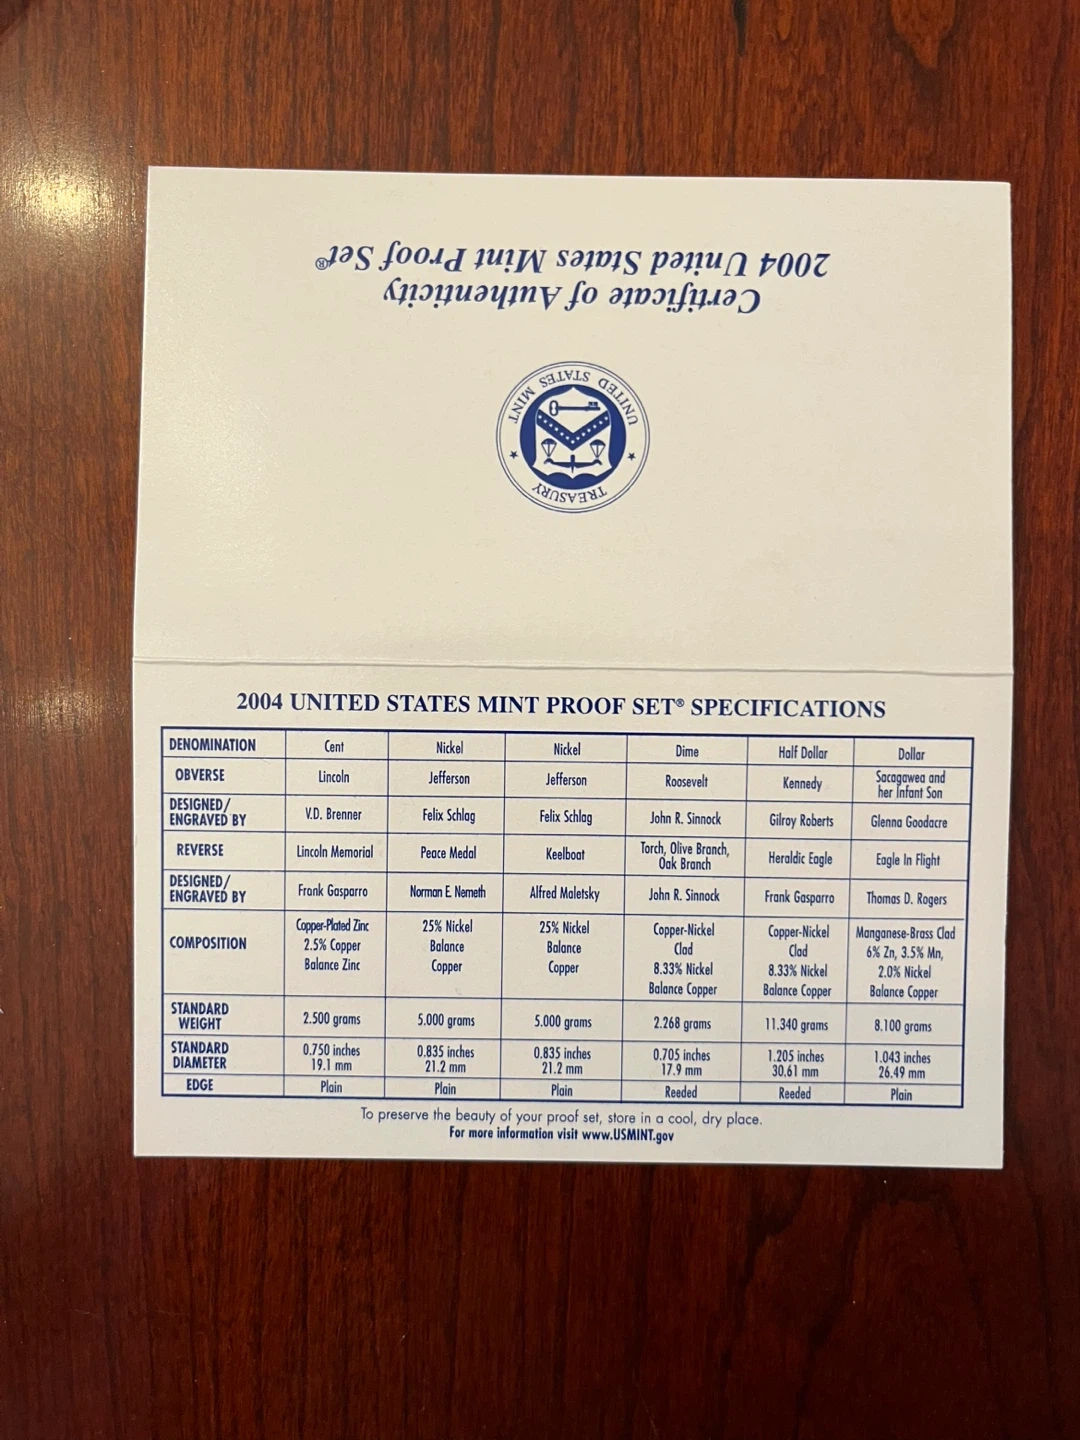 2004 United States Mint Proof Set®
Certificate of Authenticity
UNITED STATES MINT
TREASURY
2004 UNITED STATES MINT PROOF SET® SPECIFICATIONS
DENOMINATION Cent Nickel Nickel Dime Half Dollar Dollar
OBVERSE Lincoln Jefferson Jefferson Roosevelt Kennedy Sacagawea and
her Infant Son
DESIGNED/
ENGRAVED BY V.D. Brenner Felix Schlag Felix Schlag John R. Sinnock Gilroy Roberts Glenna Goodacre
REVERSE Lincoln Memorial Peace Medal Keelboat Torch, Olive Branch, Heraldic Eagle Eagle In Flight
Oak Branch
DESIGNED/
ENGRAVED BY Frank Gasparro Norman E. Nemeth Alfred Maletsky John R. Sinnock Frank Gasparro Thomas D. Rogers
COMPOSITION Copper-Plated Zinc 25% Nickel 25% Nickel Copper-Nickel Copper-Nickel Manganese-Brass Clad
2.5% Copper Balance Balance Clad Clad 6% Zn, 3.5% Mn,
Balance Zinc Copper Copper 8.33% Nickel 8.33% Nickel 2.0% Nickel
Balance Copper Balance Copper Balance Copper
STANDARD
WEIGHT 2.500 grams 5.000 grams 5.000 grams 2.268 grams 11.340 grams 8.100 grams
STANDARD 0.750 inches 0.835 inches 0.835 inches 0.705 inches 1.205 inches 1.043 inches
DIAMETER 19.1 mm 21.2 mm 21.2 mm 17.9 mm 30.61 mm 26.49 mm
EDGE Plain Plain Plain Reeded Reeded Plain
To preserve the beauty of your proof set, store in a cool, dry place.
For more information visit www.USMINT.gov